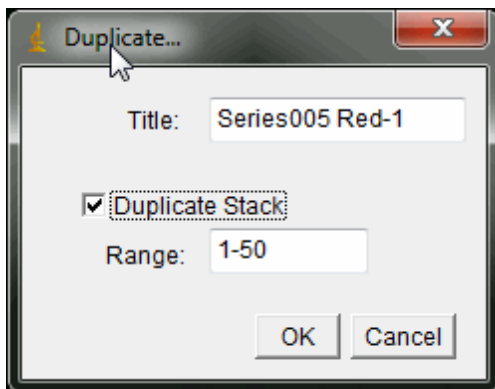 Duplicate...
Title: Series005 Red-1
Duplicate Stack
Range: 1-50
OK Cancel